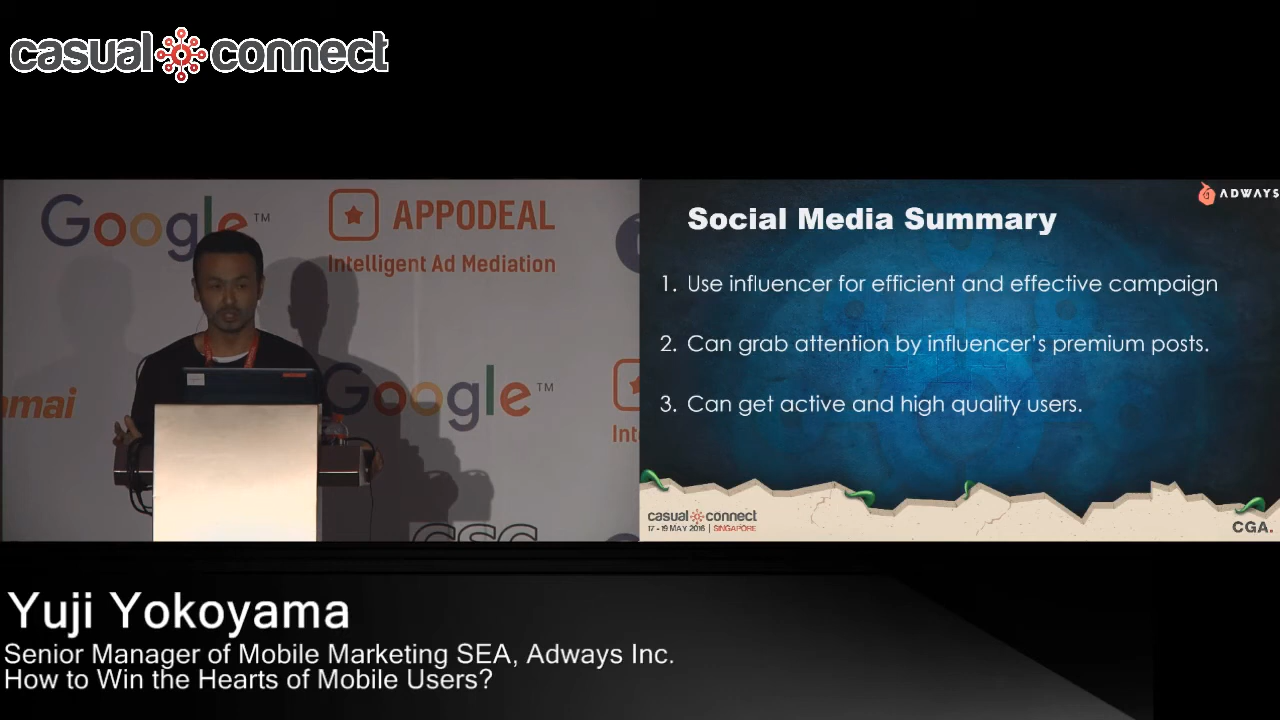 casual connect
Google™
APPODEAL
Intelligent Ad Mediation
Google™
ADWAYS
Social Media Summary
1. Use influencer for efficient and effective campaign
2. Can grab attention by influencer's premium posts.
3. Can get active and high quality users.
casual connect
17 - 19 MAY 2016 | SINGAPORE
CGA.
Yuji Yokoyama
Senior Manager of Mobile Marketing SEA, Adways Inc.
How to Win the Hearts of Mobile Users?